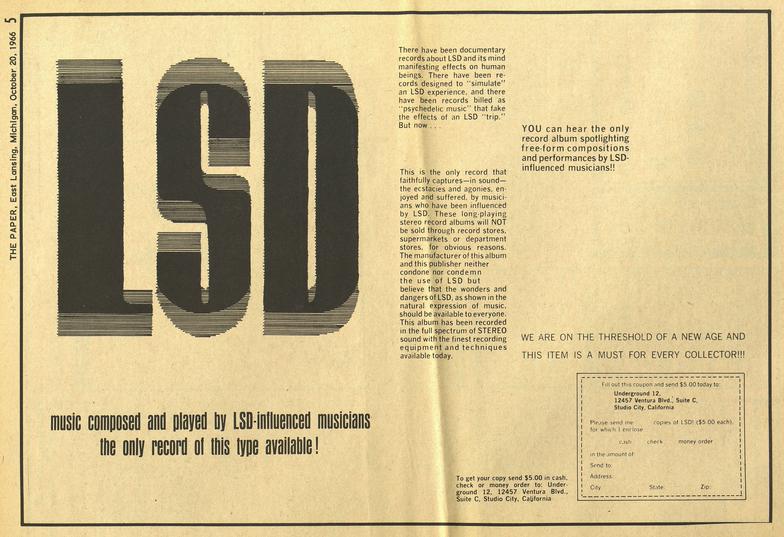 THE PAPER, East Lansing, Michigan, October 20, 1966 5
LSD
music composed and played by LSD-influenced musicians
the only record of this type available!
There have been documentary
records about LSD and its mind
manifesting effects on human
beings. There have been re-
cords designed to "simulate"
an LSD experience, and there
have been records billed as
"psychedelic music" that fake
the effects of an LSD "trip."
But now . . .
This is the only record that
faithfully captures—in sound—
the ecstacies and agonies, en-
joyed and suffered, by musici-
ans who have been influenced
by LSD. These long-playing
stereo record albums will NOT
be sold through record stores,
supermarkets or department
stores, for obvious reasons.
The manufacturer of this album
and this publisher neither
condone nor condemn
the use of LSD but
believe that the wonders and
dangers of LSD, as shown in the
natural expression of music,
should be available to everyone.
This album has been recorded
in the full spectrum of STEREO
sound with the finest recording
equipment and techniques
available today.
YOU can hear the only
record album spotlighting
free-form compositions
and performances by LSD-
influenced musicians!!
WE ARE ON THE THRESHOLD OF A NEW AGE AND
THIS ITEM IS A MUST FOR EVERY COLLECTOR!!!
To get your copy send $5.00 in cash,
check or money order to: Under-
ground 12, 12457 Ventura Blvd.,
Suite C, Studio City, California
Fill out this coupon and send $5.00 today to:
Underground 12,
12457 Ventura Blvd., Suite C,
Studio City, California
Please send me copies of LSD! ($5.00 each),
for which I enclose
cash check money order
in the amount of
Send to:
Address:
City: State: Zip: